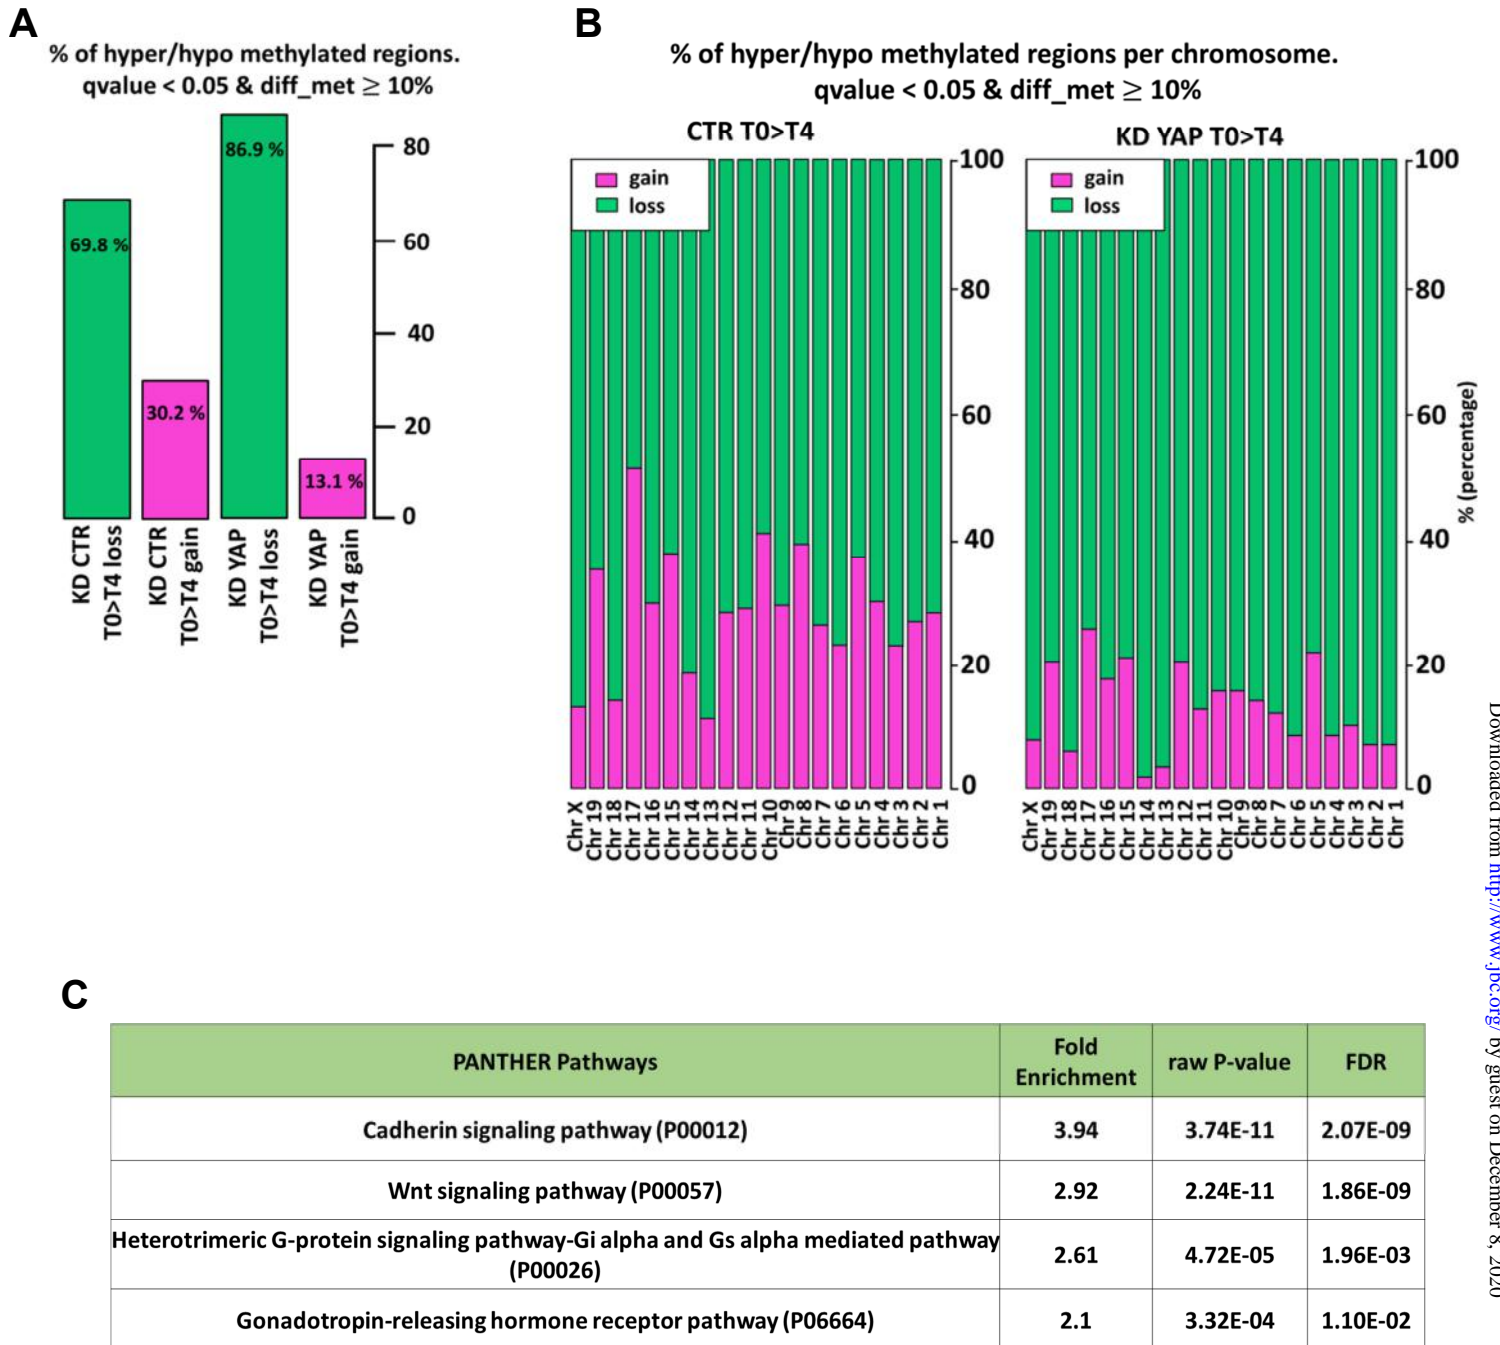 A
% of hyper/hypo methylated regions.
qvalue < 0.05 & diff_met ≥ 10%
69.8 %
30.2 %
86.9 %
13.1 %
80
60
40
20
0
KD CTR
T0>T4 loss
KD CTR
T0>T4 gain
KD YAP
T0>T4 loss
KD YAP
T0>T4 gain
B
% of hyper/hypo methylated regions per chromosome.
qvalue < 0.05 & diff_met ≥ 10%
CTR T0>T4
gain
loss
100
80
60
40
20
0
Chr X
Chr 19
Chr 18
Chr 17
Chr 16
Chr 15
Chr 14
Chr 13
Chr 12
Chr 11
Chr 10
Chr 9
Chr 8
Chr 7
Chr 6
Chr 5
Chr 4
Chr 3
Chr 2
Chr 1
KD YAP T0>T4
gain
loss
100
80
60
40
20
0
% (percentage)
Chr X
Chr 19
Chr 18
Chr 17
Chr 16
Chr 15
Chr 14
Chr 13
Chr 12
Chr 11
Chr 10
Chr 9
Chr 8
Chr 7
Chr 6
Chr 5
Chr 4
Chr 3
Chr 2
Chr 1
C
PANTHER Pathways
Fold
Enrichment
raw P-value
FDR
Cadherin signaling pathway (P00012)
3.94
3.74E-11
2.07E-09
Wnt signaling pathway (P00057)
2.92
2.24E-11
1.86E-09
Heterotrimeric G-protein signaling pathway-Gi alpha and Gs alpha mediated pathway
(P00026)
2.61
4.72E-05
1.96E-03
Gonadotropin-releasing hormone receptor pathway (P06664)
2.1
3.32E-04
1.10E-02
Downloaded from http://www.jbc.org/ by guest on December 8, 2020